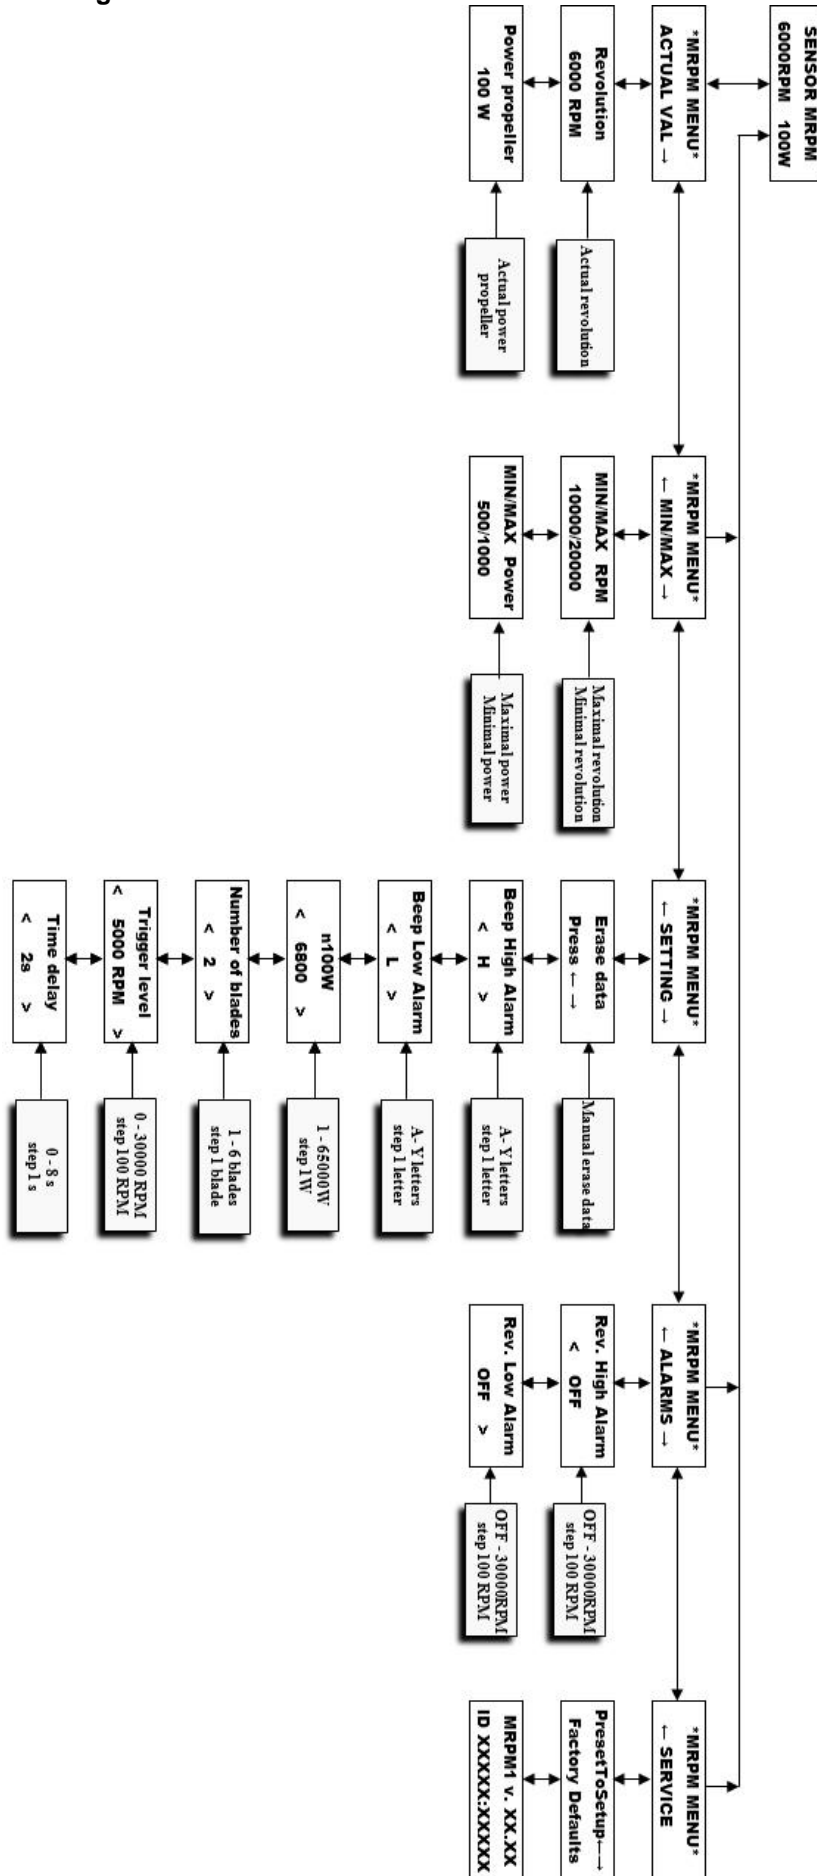 SENSOR MRPM
6000RPM 100W
*MRPM MENU*
ACTUAL VAL →
Revolution
6000 RPM
Actual revolution
Power propeller
100 W
Actual power
propeller
*MRPM MENU*
← MIN/MAX →
MIN/MAX RPM
10000/20000
Maximal revolution
Minimal revolution
MIN/MAX Power
500/1000
Maximal power
Minimal power
*MRPM MENU*
← SETTING →
Erase data
Press ← →
Manual erase data
Beep High Alarm
< H >
A- Y letters
step 1 letter
Beep Low Alarm
< L >
A- Y letters
step 1 letter
n100W
< 6800 >
1 - 65000W
step 1W
Number of blades
< 2 >
1 - 6 blades
step 1 blade
Trigger level
< 5000 RPM >
0 - 30000 RPM
step 100 RPM
Time delay
< 2s >
0 - 8 s
step 1 s
*MRPM MENU*
← ALARMS →
Rev. High Alarm
< OFF
OFF - 30000RPM
step 100 RPM
Rev. Low Alarm
OFF >
OFF - 30000RPM
step 100 RPM
*MRPM MENU*
← SERVICE
PresetToSetup←→
Factory Defaults
MRPM1 v. XX.XX
ID XXXXX:XXXXX